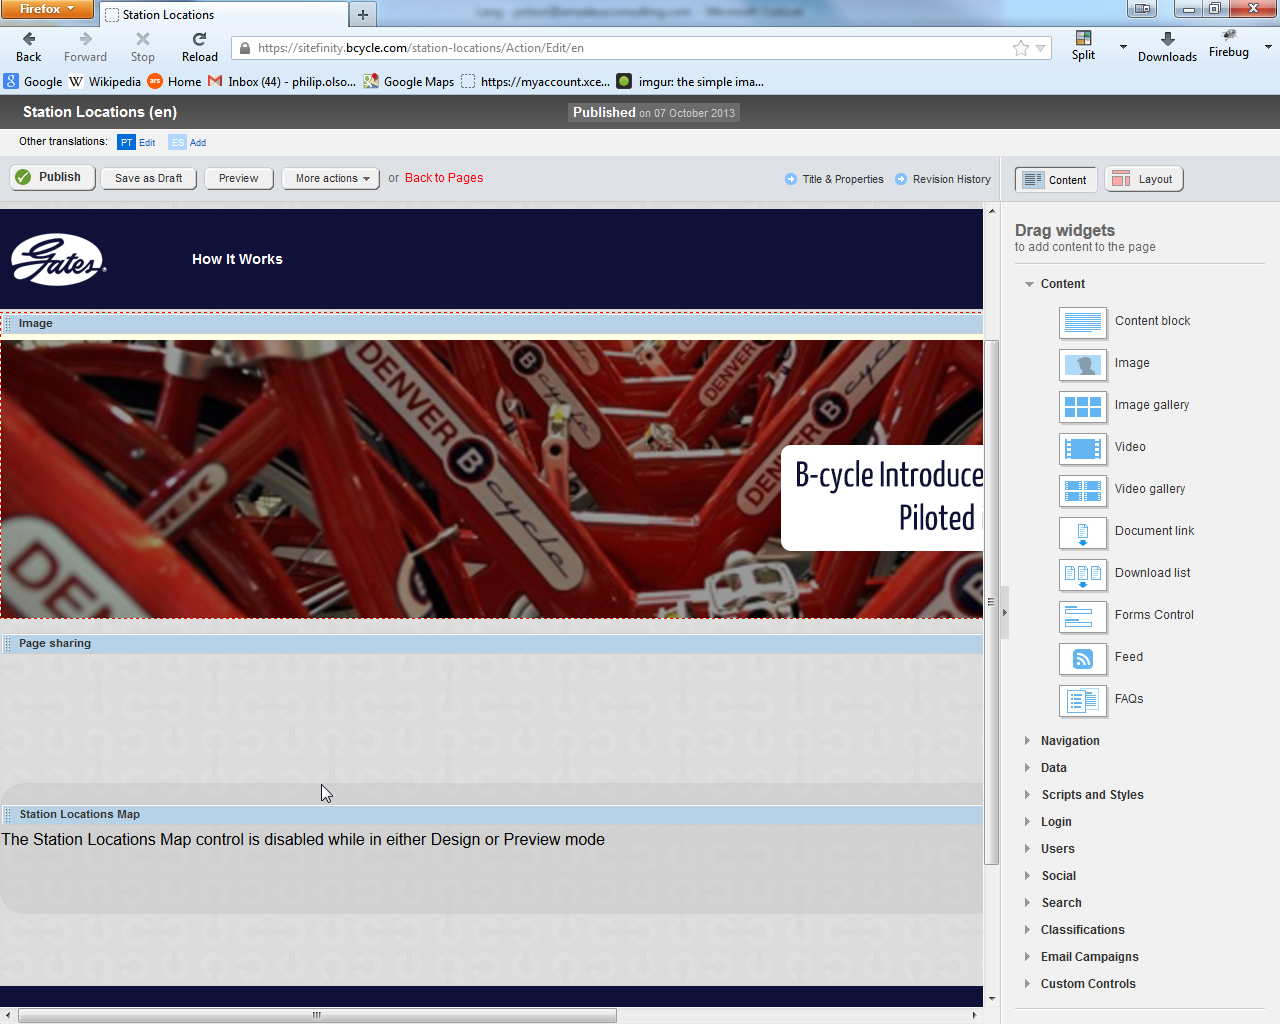 Firefox
Station Locations
Back
Forward
Stop
Reload
https://sitefinity.bcycle.com/station-locations/Action/Edit/en
Split
Downloads
Firebug
Google
Wikipedia
Home
Inbox (44) - philip.olso...
Google Maps
https://myaccount.xce...
imgur: the simple ima...
Station Locations (en)
Published on 07 October 2013
Other translations: PT Edit ES Add
Publish
Save as Draft
Preview
More actions
or Back to Pages
Title & Properties
Revision History
Content
Layout
Gates
How It Works
Image
DENVER B cycle
DENVER B cycle
DENVER B cycle
TREK
B-cycle Introduce
Piloted
Page sharing
Station Locations Map
The Station Locations Map control is disabled while in either Design or Preview mode
Drag widgets
to add content to the page
Content
Content block
Image
Image gallery
Video
Video gallery
Document link
Download list
Forms Control
Feed
FAQs
Navigation
Data
Scripts and Styles
Login
Users
Social
Search
Classifications
Email Campaigns
Custom Controls